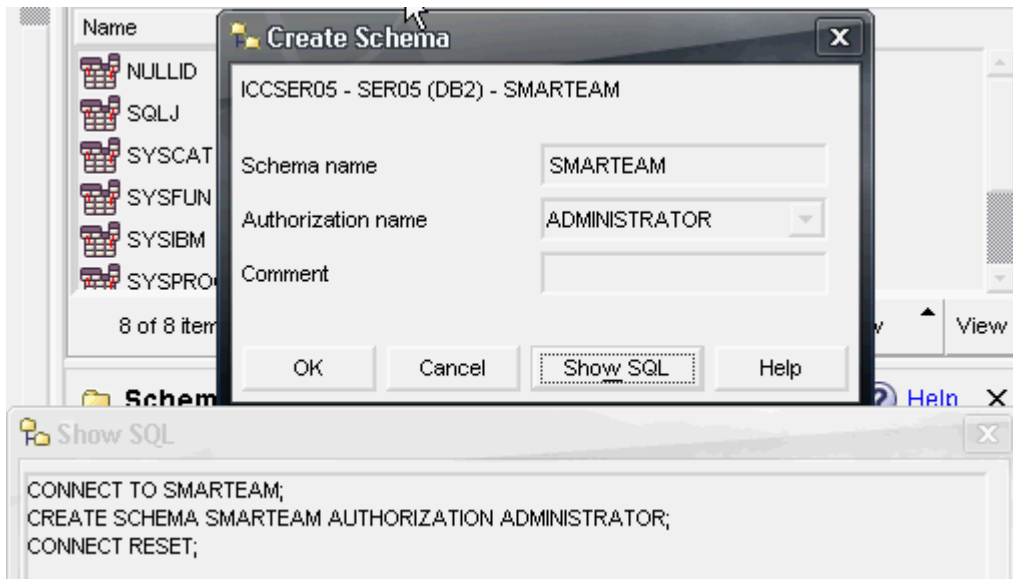 Name
NULLID
SQLJ
SYSCAT
SYSFUN
SYSIBM
SYSPRO
8 of 8 item
View
Create Schema
X
ICCSER05 - SER05 (DB2) - SMARTEAM
Schema name SMARTEAM
Authorization name ADMINISTRATOR
Comment
OK Cancel Show SQL Help
Schem
Help
Show SQL
CONNECT TO SMARTEAM;
CREATE SCHEMA SMARTEAM AUTHORIZATION ADMINISTRATOR;
CONNECT RESET;